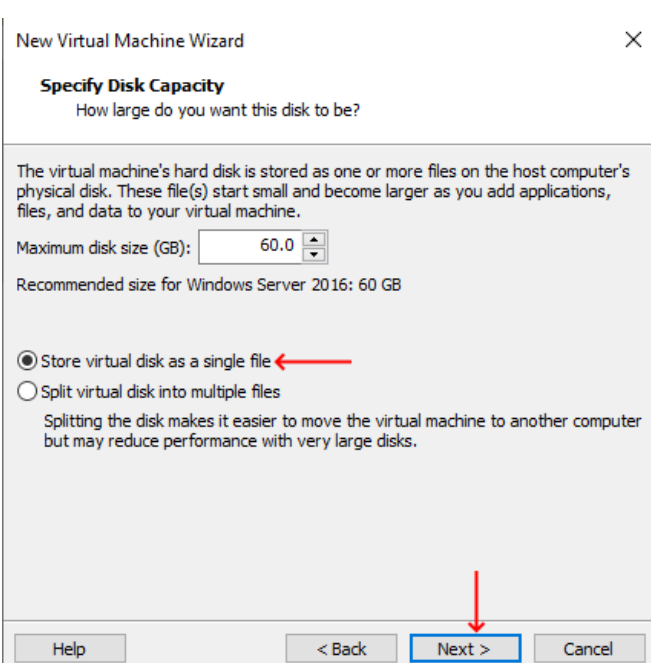 New Virtual Machine Wizard
Specify Disk Capacity
How large do you want this disk to be?
The virtual machine's hard disk is stored as one or more files on the host computer's
physical disk. These file(s) start small and become larger as you add applications,
files, and data to your virtual machine.
Maximum disk size (GB): 60.0
Recommended size for Windows Server 2016: 60 GB
Store virtual disk as a single file
Split virtual disk into multiple files
Splitting the disk makes it easier to move the virtual machine to another computer
but may reduce performance with very large disks.
Help < Back Next > Cancel